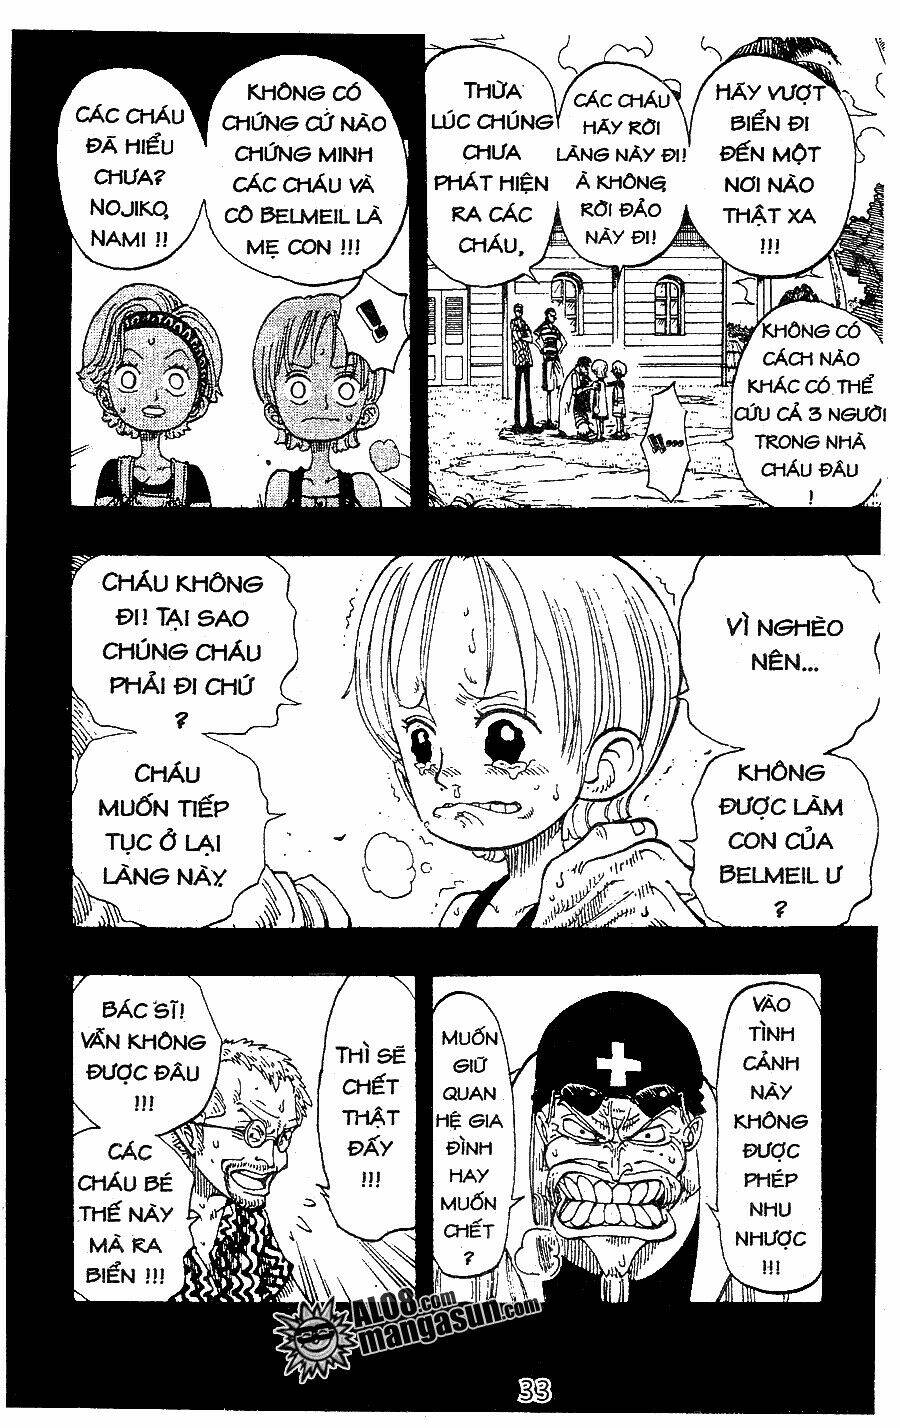 HÃY VƯỢT
BIỂN ĐI
ĐẾN MỘT
NƠI NÀO
THẬT XA
!!!
CÁC CHÁU
HÃY RỜI
LÀNG NÀY ĐI!
À KHÔNG,
RỜI ĐẢO
NÀY ĐI!
THỪA
LÚC CHÚNG
CHƯA
PHÁT HIỆN
RA CÁC
CHÁU,
KHÔNG CÓ
CÁCH NÀO
KHÁC CÓ THỂ
CỨU CẢ 3 NGƯỜI
TRONG NHÀ
CHÁU ĐÂU
!
!!...
KHÔNG CÓ
CHỨNG CỨ NÀO
CHỨNG MINH
CÁC CHÁU VÀ
CÔ BELMEIL LÀ
MẸ CON !!!
CÁC CHÁU
ĐÃ HIỂU
CHƯA?
NOJIKO,
NAMI !!
!!
VÌ NGHÈO
NÊN...
KHÔNG
ĐƯỢC LÀM
CON CỦA
BELMEIL Ư
?
CHÁU KHÔNG
ĐI! TẠI SAO
CHÚNG CHÁU
PHẢI ĐI CHỨ
?
CHÁU
MUỐN TIẾP
TỤC Ở LẠI
LÀNG NÀY.
VÀO
TÌNH
CẢNH
NÀY
KHÔNG
ĐƯỢC
PHÉP
NHU
NHƯỢC
!!!
MUỐN
GIỮ
QUAN
HỆ GIA
ĐÌNH
HAY
MUỐN
CHẾT
?
THÌ SẼ
CHẾT
THẬT
ĐẤY
!!!
BÁC SĨ!
VẪN KHÔNG
ĐƯỢC ĐÂU
!!!
CÁC
CHÁU BÉ
THẾ NÀY
MÀ RA
BIỂN !!!
ALO8.com
mangasun.com
33